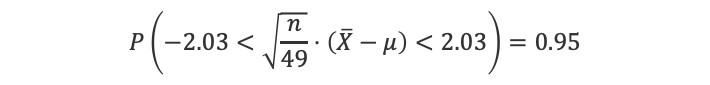 P(−2.03 < √(n/49) · (X̄ − μ) < 2.03) = 0.95